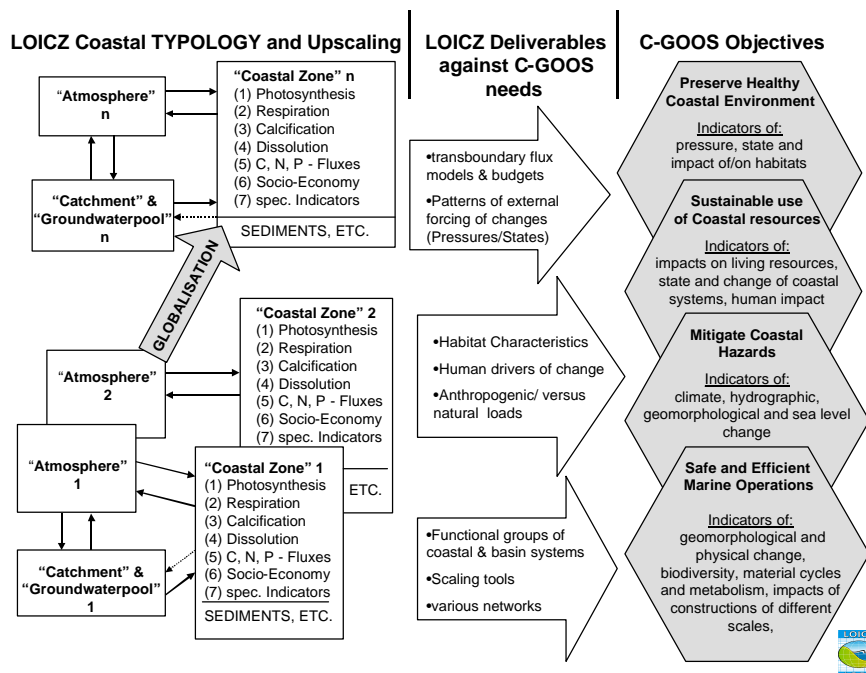 LOICZ Coastal TYPOLOGY and Upscaling
“Atmosphere”
n
“Catchment” &
“Groundwaterpool”
n
“Coastal Zone” n
(1) Photosynthesis
(2) Respiration
(3) Calcification
(4) Dissolution
(5) C, N, P - Fluxes
(6) Socio-Economy
(7) spec. Indicators
SEDIMENTS, ETC.
GLOBALISATION
“Atmosphere”
2
“Coastal Zone” 2
(1) Photosynthesis
(2) Respiration
(3) Calcification
(4) Dissolution
(5) C, N, P - Fluxes
(6) Socio-Economy
(7) spec. Indicators
ETC.
“Atmosphere”
1
“Catchment” &
“Groundwaterpool”
1
“Coastal Zone” 1
(1) Photosynthesis
(2) Respiration
(3) Calcification
(4) Dissolution
(5) C, N, P - Fluxes
(6) Socio-Economy
(7) spec. Indicators
SEDIMENTS, ETC.
LOICZ Deliverables
against C-GOOS
needs
•transboundary flux
models & budgets
•Patterns of external
forcing of changes
(Pressures/States)
•Habitat Characteristics
•Human drivers of change
•Anthropogenic/ versus
natural loads
•Functional groups of
coastal & basin systems
•Scaling tools
•various networks
C-GOOS Objectives
Preserve Healthy
Coastal Environment
Indicators of:
pressure, state and
impact of/on habitats
Sustainable use
of Coastal resources
Indicators of:
impacts on living resources,
state and change of coastal
systems, human impact
Mitigate Coastal
Hazards
Indicators of:
climate, hydrographic,
geomorphological and sea level
change
Safe and Efficient
Marine Operations
Indicators of:
geomorphological and
physical change,
biodiversity, material cycles
and metabolism, impacts of
constructions of different
scales,
LOIC